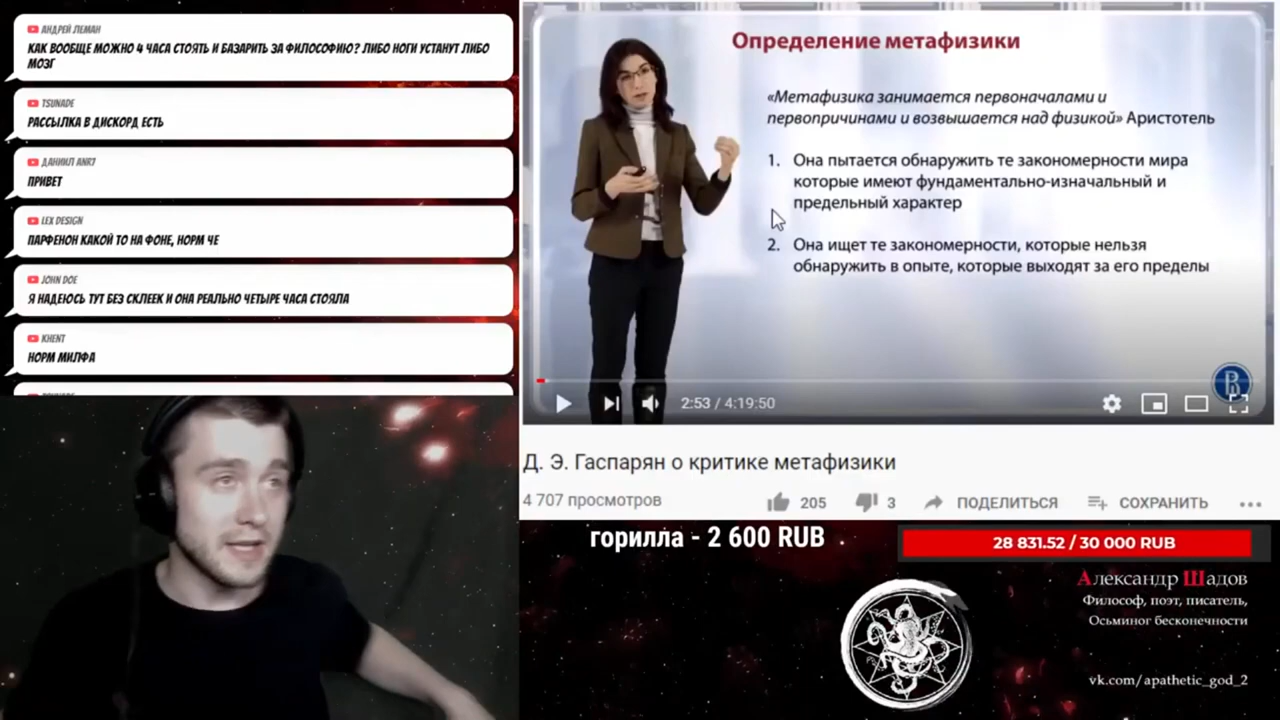 АНДРЕЙ ЛЕМАН
КАК ВООБЩЕ МОЖНО 4 ЧАСА СТОЯТЬ И БАЗАРИТЬ ЗА ФИЛОСОФИЮ? ЛИБО НОГИ УСТАНУТ ЛИБО
МОЗГ
TSUNADE
РАССЫЛКА В ДИСКОРД ЕСТЬ
ДАНИИЛ ANR7
ПРИВЕТ
LEX DESIGN
ПАРФЕНОН КАКОЙ ТО НА ФОНЕ, НОРМ ЧЕ
JOHN DOE
Я НАДЕЮСЬ ТУТ БЕЗ СКЛЕЕК И ОНА РЕАЛЬНО ЧЕТЫРЕ ЧАСА СТОЯЛА
KHENT
НОРМ МИЛФА
Определение метафизики
«Метафизика занимается первоначалами и
первопричинами и возвышается над физикой» Аристотель
1. Она пытается обнаружить те закономерности мира
которые имеют фундаментально-изначальный и
предельный характер
2. Она ищет те закономерности, которые нельзя
обнаружить в опыте, которые выходят за его пределы
2:53 / 4:19:50
Д. Э. Гаспарян о критике метафизики
4 707 просмотров
205
3
ПОДЕЛИТЬСЯ
СОХРАНИТЬ
горилла - 2 600 RUB
28 831.52 / 30 000 RUB
Александр Шадов
Философ, поэт, писатель,
Осьминог бесконечности
vk.com/apathetic_god_2